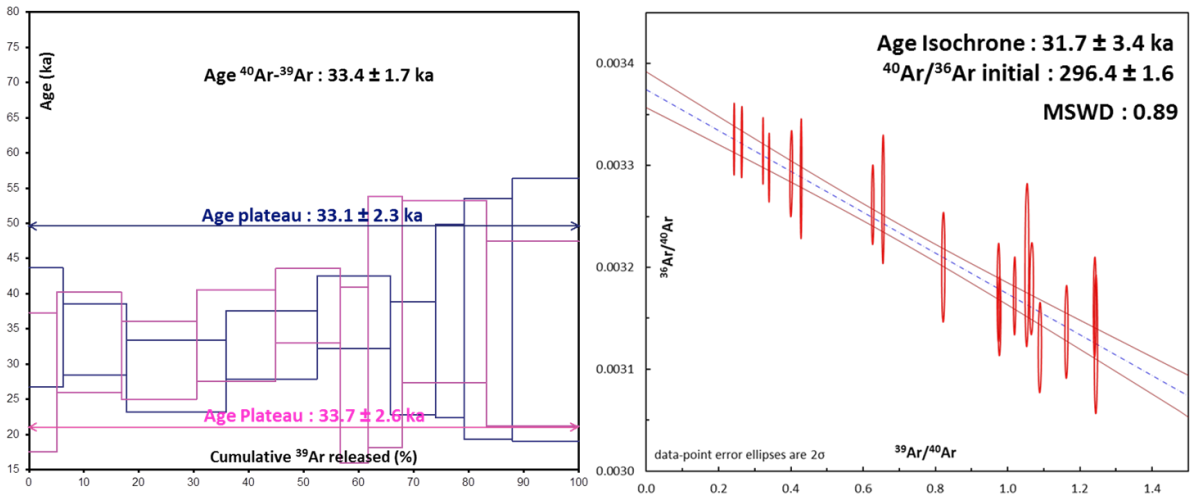 80
75
70
65
60
55
50
45
40
35
30
25
20
15
Age (ka)
Age ⁴⁰Ar-³⁹Ar : 33.4 ± 1.7 ka
Age plateau : 33.1 ± 2.3 ka
Age Plateau : 33.7 ± 2.6 ka
Cumulative ³⁹Ar released (%)
0 10 20 30 40 50 60 70 80 90 100
Age Isochrone : 31.7 ± 3.4 ka
⁴⁰Ar/³⁶Ar initial : 296.4 ± 1.6
MSWD : 0.89
0.0034
0.0033
0.0032
0.0031
0.0030
³⁶Ar/⁴⁰Ar
data-point error ellipses are 2σ
³⁹Ar/⁴⁰Ar
0.0 0.2 0.4 0.6 0.8 1.0 1.2 1.4